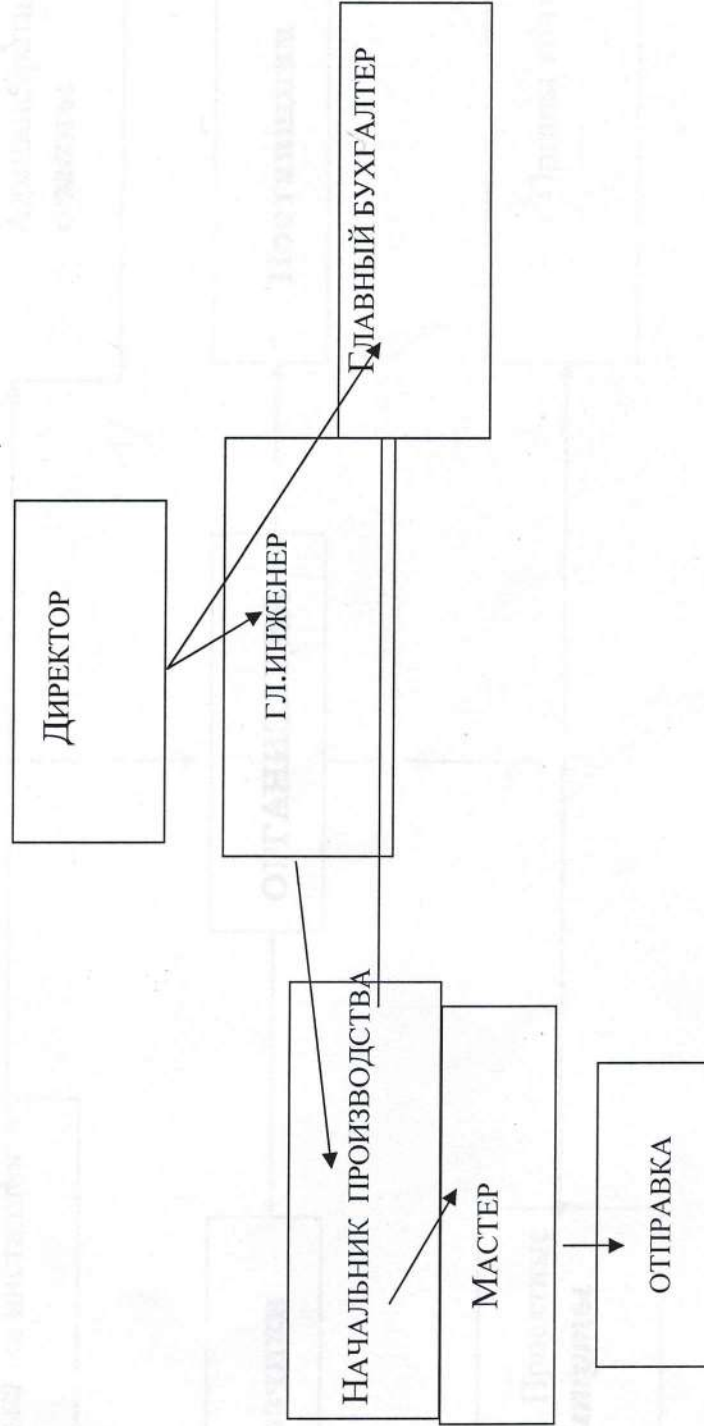 ДИРЕКТОР
ГЛ.ИНЖЕНЕР
ГЛАВНЫЙ БУХГАЛТЕР
НАЧАЛЬНИК ПРОИЗВОДСТВА
МАСТЕР
ОТПРАВКА